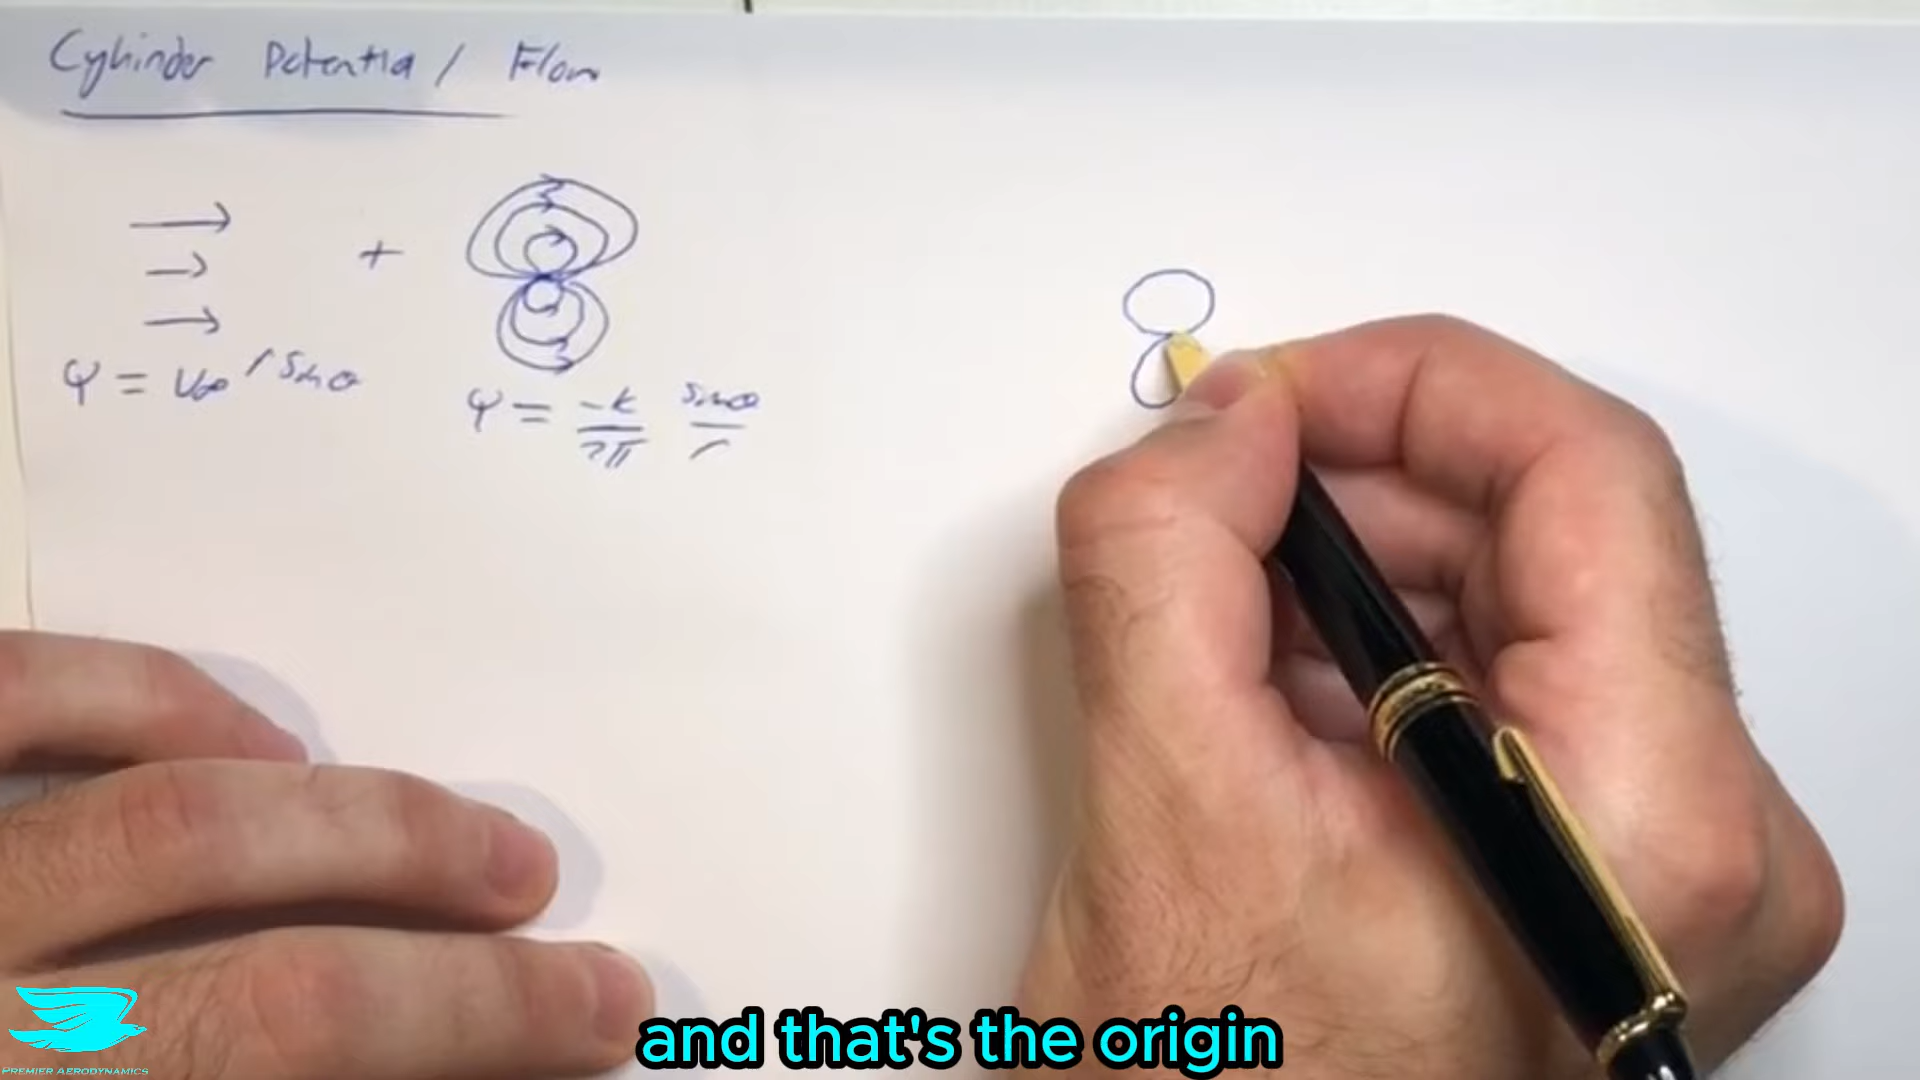 Cylinder Potential Flow
+
ψ = V∞ r sinθ
ψ = -K/2π sinθ/r
and that's the origin
PREMIER AERODYNAMICS